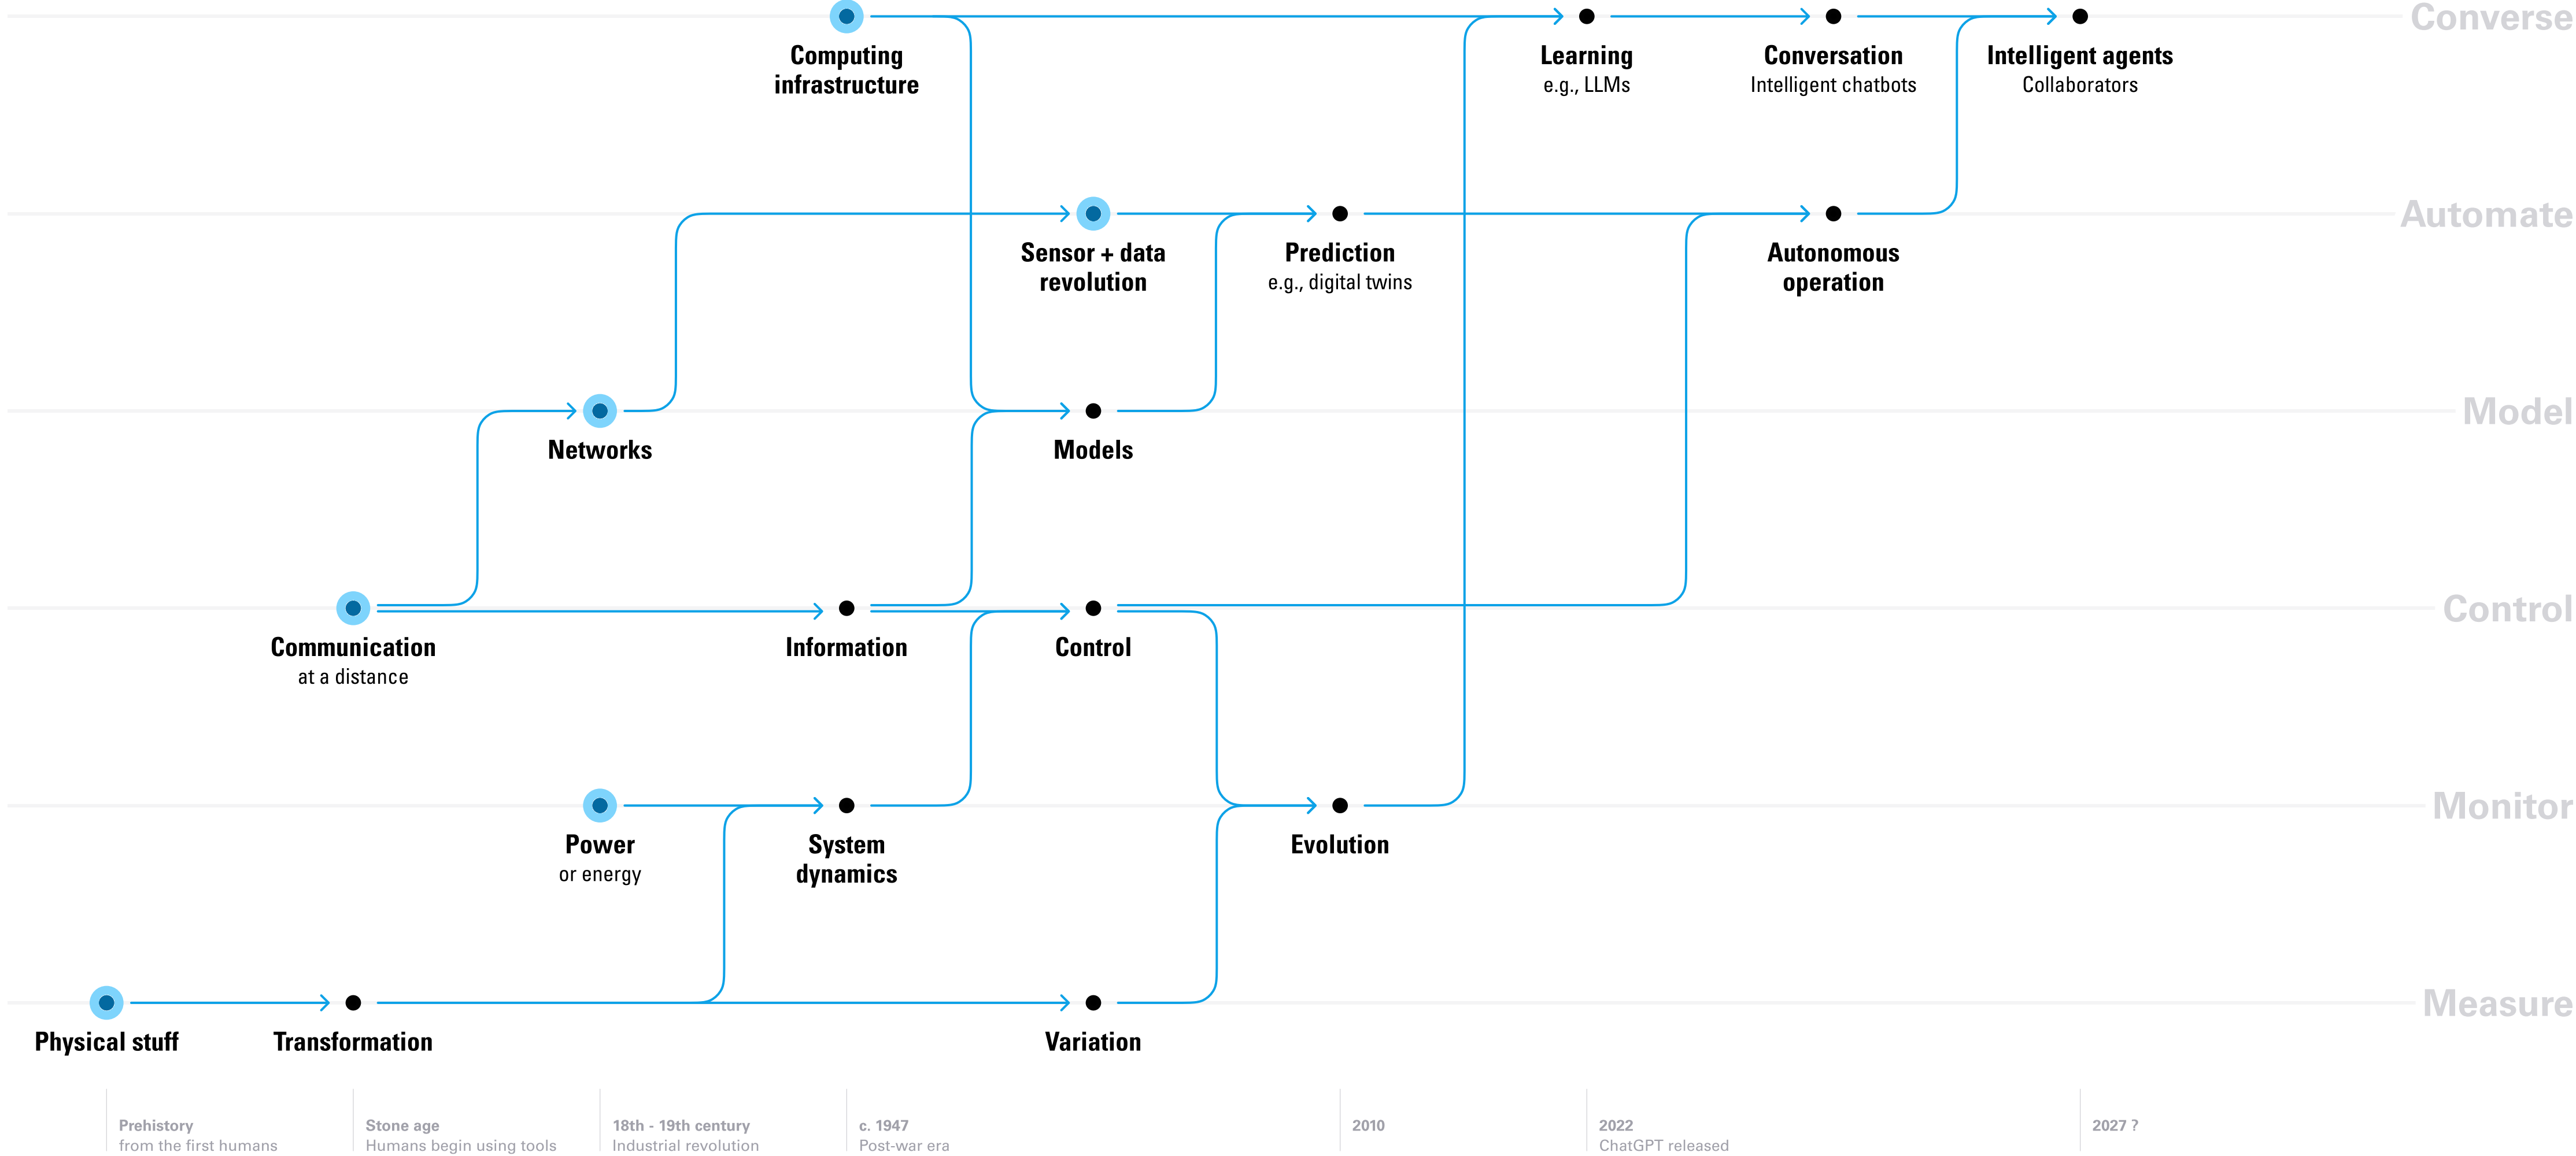 Converse
Computing
infrastructure
Learning
e.g., LLMs
Conversation
Intelligent chatbots
Intelligent agents
Collaborators
Automate
Sensor + data
revolution
Prediction
e.g., digital twins
Autonomous
operation
Model
Networks
Models
Control
Communication
at a distance
Information
Control
Monitor
Power
or energy
System
dynamics
Evolution
Measure
Physical stuff
Transformation
Variation
Prehistory
from the first humans
Stone age
Humans begin using tools
18th - 19th century
Industrial revolution
c. 1947
Post-war era
2010
2022
ChatGPT released
2027 ?